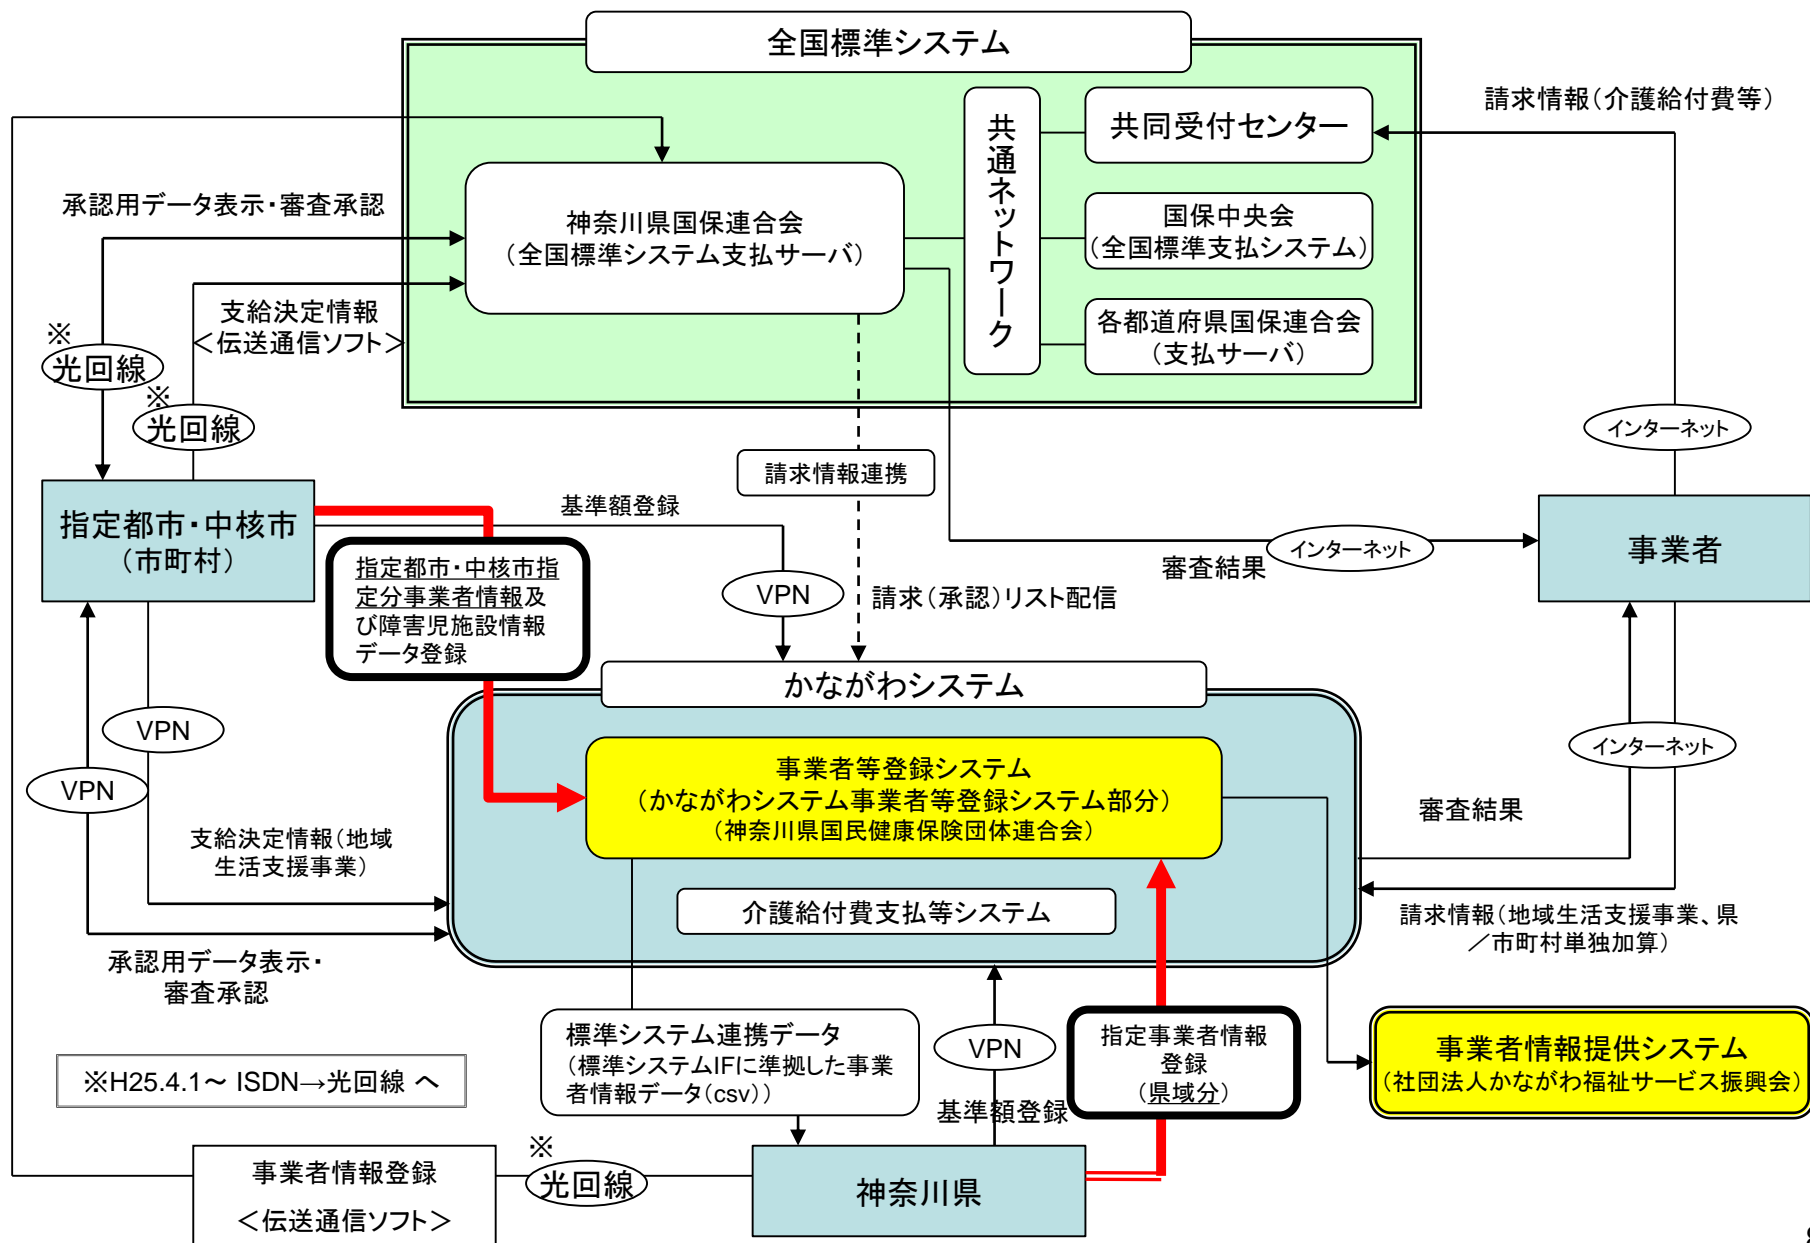 全国標準システム
請求情報（介護給付費等）
共同受付センター
共通ネットワーク
承認用データ表示・審査承認
神奈川県国保連合会
（全国標準システム支払サーバ）
国保中央会
（全国標準支払システム）
支給決定情報
＜伝送通信ソフト＞
各都道府県国保連合会
（支払サーバ）
※
光回線
※
光回線
インターネット
請求情報連携
基準額登録
指定都市・中核市
（市町村）
事業者
インターネット
審査結果
指定都市・中核市指
定分事業者情報及
び障害児施設情報
データ登録
VPN
請求（承認）リスト配信
かながわシステム
VPN
インターネット
事業者等登録システム
（かながわシステム事業者等登録システム部分）
（神奈川県国民健康保険団体連合会）
VPN
審査結果
支給決定情報（地域
生活支援事業）
介護給付費支払等システム
請求情報（地域生活支援事業、県
／市町村単独加算）
承認用データ表示・
審査承認
標準システム連携データ
（標準システムIFに準拠した事業
者情報データ（csv））
VPN
指定事業者情報
登録
（県域分）
事業者情報提供システム
（社団法人かながわ福祉サービス振興会）
※H25.4.1～ ISDN→光回線 へ
基準額登録
事業者情報登録
＜伝送通信ソフト＞
※
光回線
神奈川県